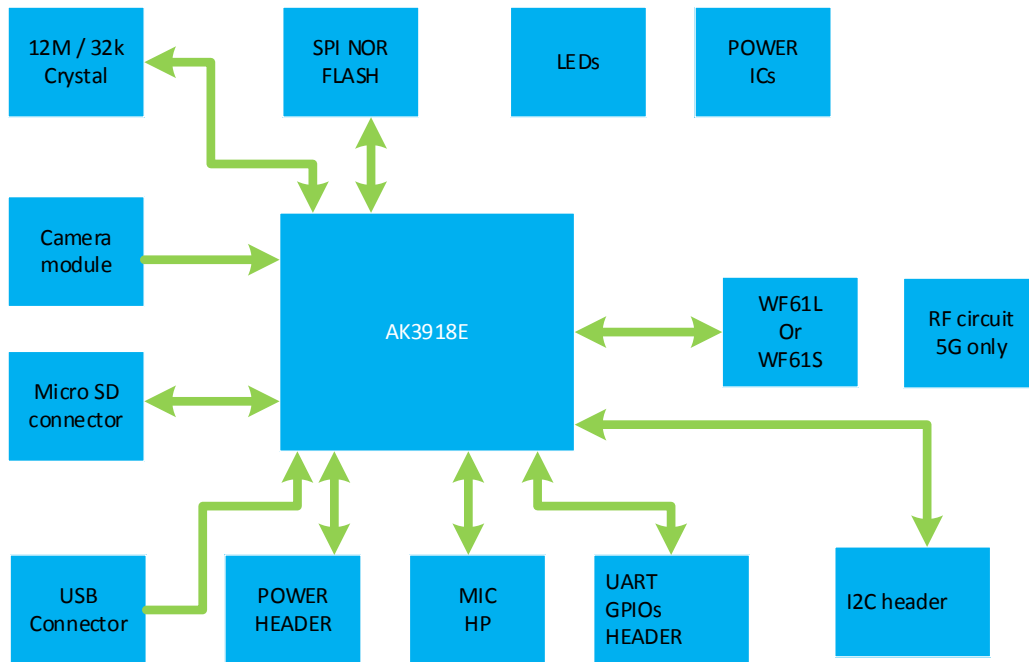 12M / 32k
Crystal
SPI NOR
FLASH
LEDs
POWER
ICs
Camera
module
AK3918E
WF61L
Or
WF61S
RF circuit
5G only
Micro SD
connector
USB
Connector
POWER
HEADER
MIC
HP
UART
GPIOs
HEADER
I2C header